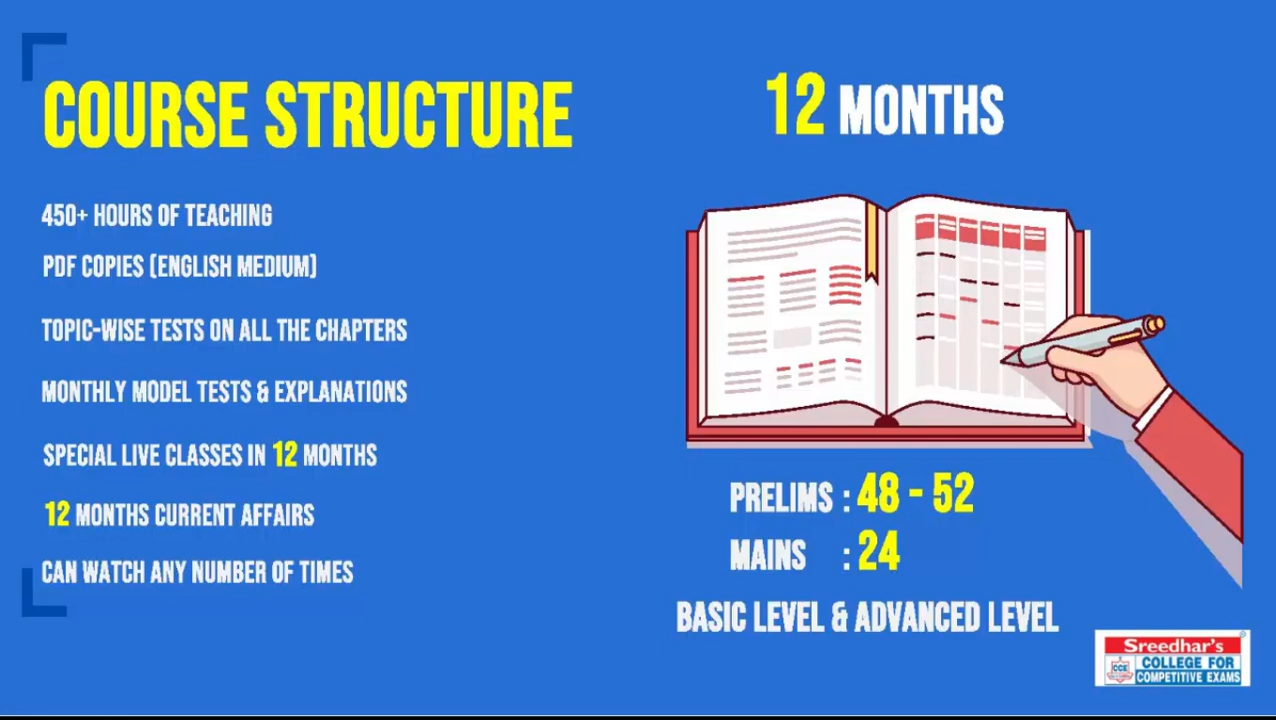 COURSE STRUCTURE
450+ HOURS OF TEACHING
PDF COPIES (ENGLISH MEDIUM)
TOPIC-WISE TESTS ON ALL THE CHAPTERS
MONTHLY MODEL TESTS & EXPLANATIONS
SPECIAL LIVE CLASSES IN 12 MONTHS
12 MONTHS CURRENT AFFAIRS
CAN WATCH ANY NUMBER OF TIMES
12 MONTHS
PRELIMS : 48 - 52
MAINS : 24
BASIC LEVEL & ADVANCED LEVEL
Sreedhar's
CCE
COLLEGE FOR
COMPETITIVE EXAMS